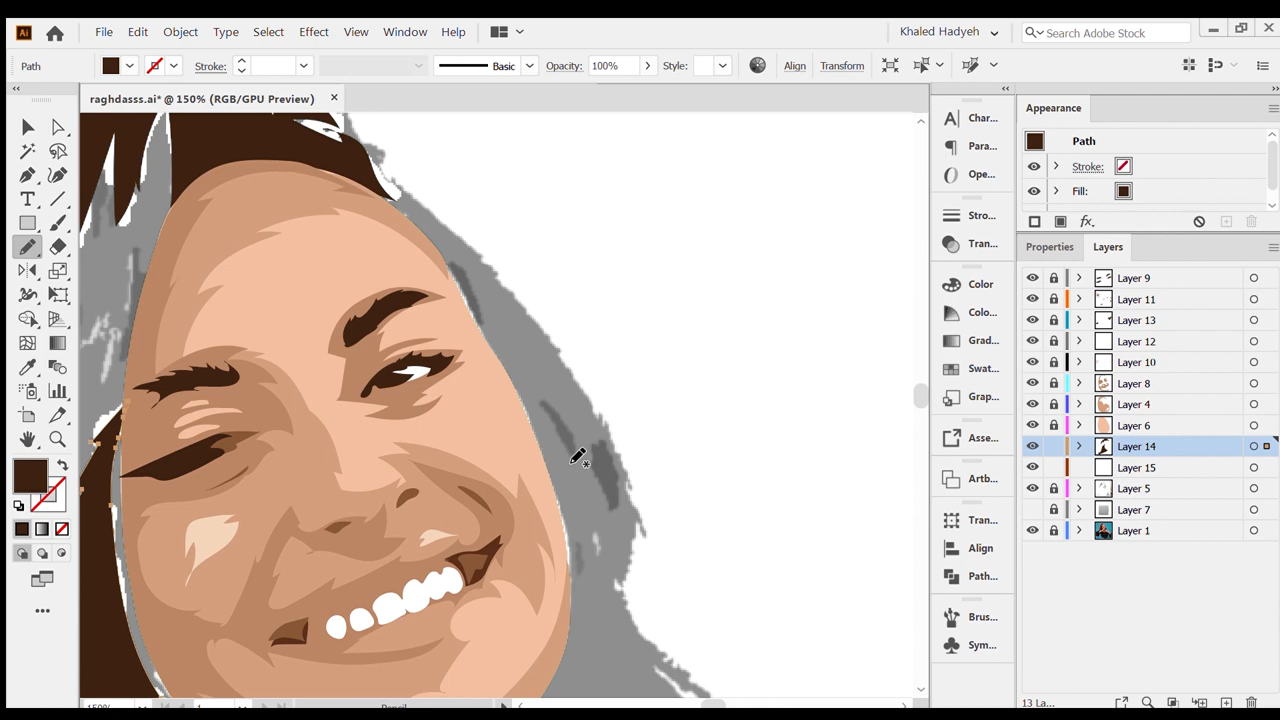 Ai File Edit Object Type Select Effect View Window Help Khaled Hadyeh Search Adobe Stock
Path Stroke: Basic Opacity: 100% Style: Align Transform
raghdasss.ai* @ 150% (RGB/GPU Preview)
Char...
Para...
Ope...
Stro...
Tran...
Color
Colo...
Grad...
Swat...
Grap...
Asse...
Artb...
Tran...
Align
Path...
Brus...
Sym...
Appearance
Path
Stroke:
Fill:
fx
Properties Layers
Layer 9
Layer 11
Layer 13
Layer 12
Layer 10
Layer 8
Layer 4
Layer 6
Layer 14
Layer 15
Layer 5
Layer 7
Layer 1
150% 1 Pencil
13 La...